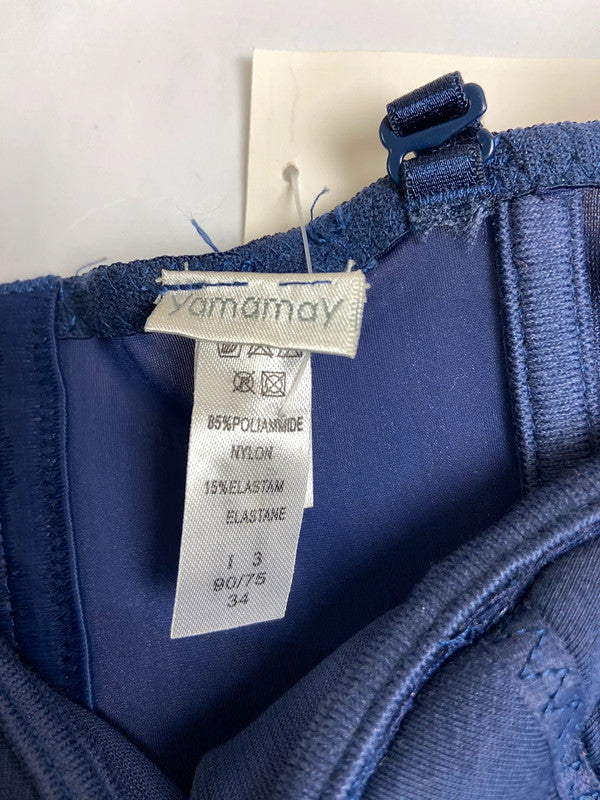 yamamay
85%POLIAMMIDE
NYLON
15%ELASTAM
ELASTANE
I 3
90/75
34